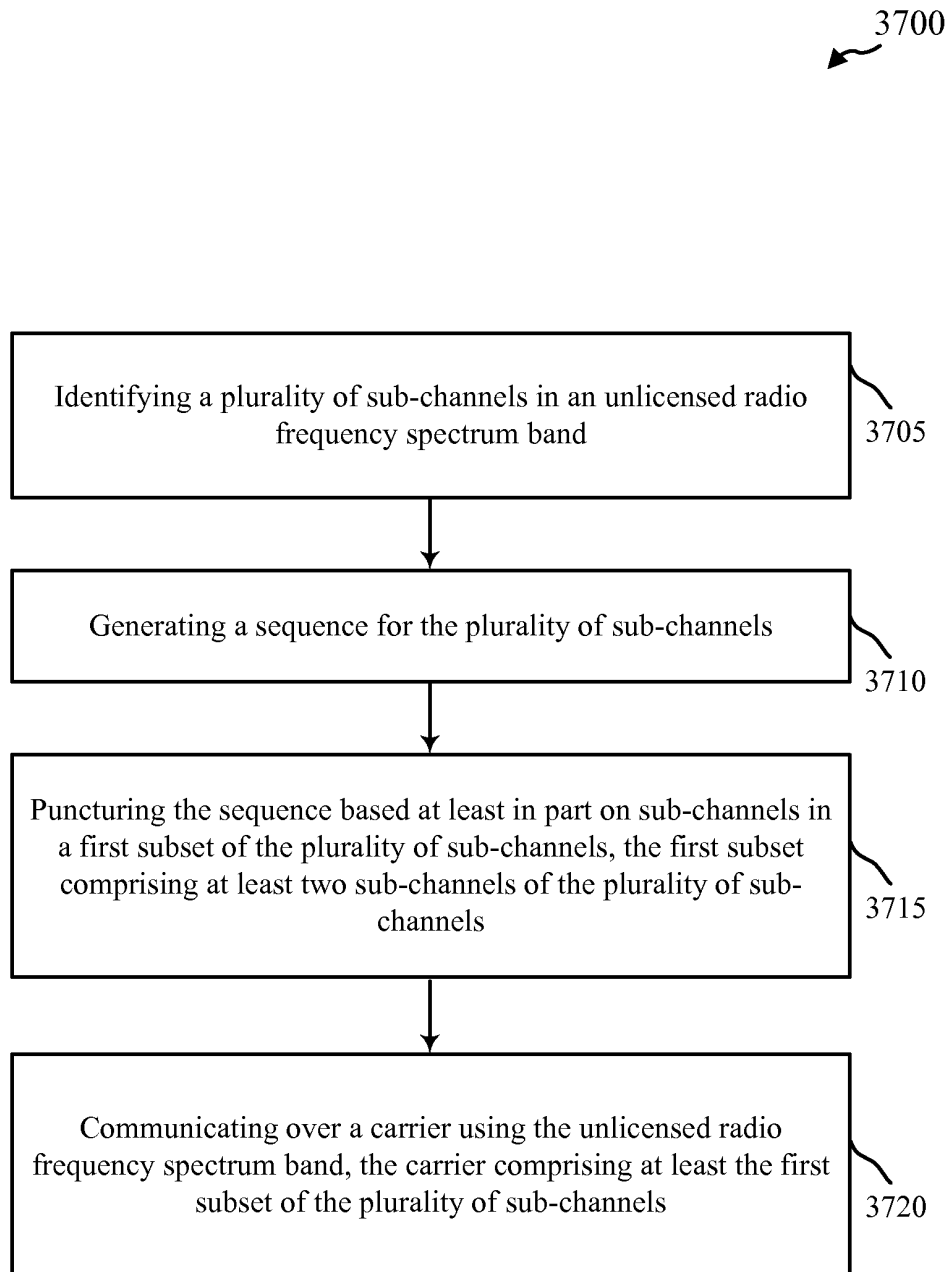 3700
Identifying a plurality of sub-channels in an unlicensed radio
frequency spectrum band
3705
Generating a sequence for the plurality of sub-channels
3710
Puncturing the sequence based at least in part on sub-channels in
a first subset of the plurality of sub-channels, the first subset
comprising at least two sub-channels of the plurality of sub-
channels
3715
Communicating over a carrier using the unlicensed radio
frequency spectrum band, the carrier comprising at least the first
subset of the plurality of sub-channels
3720